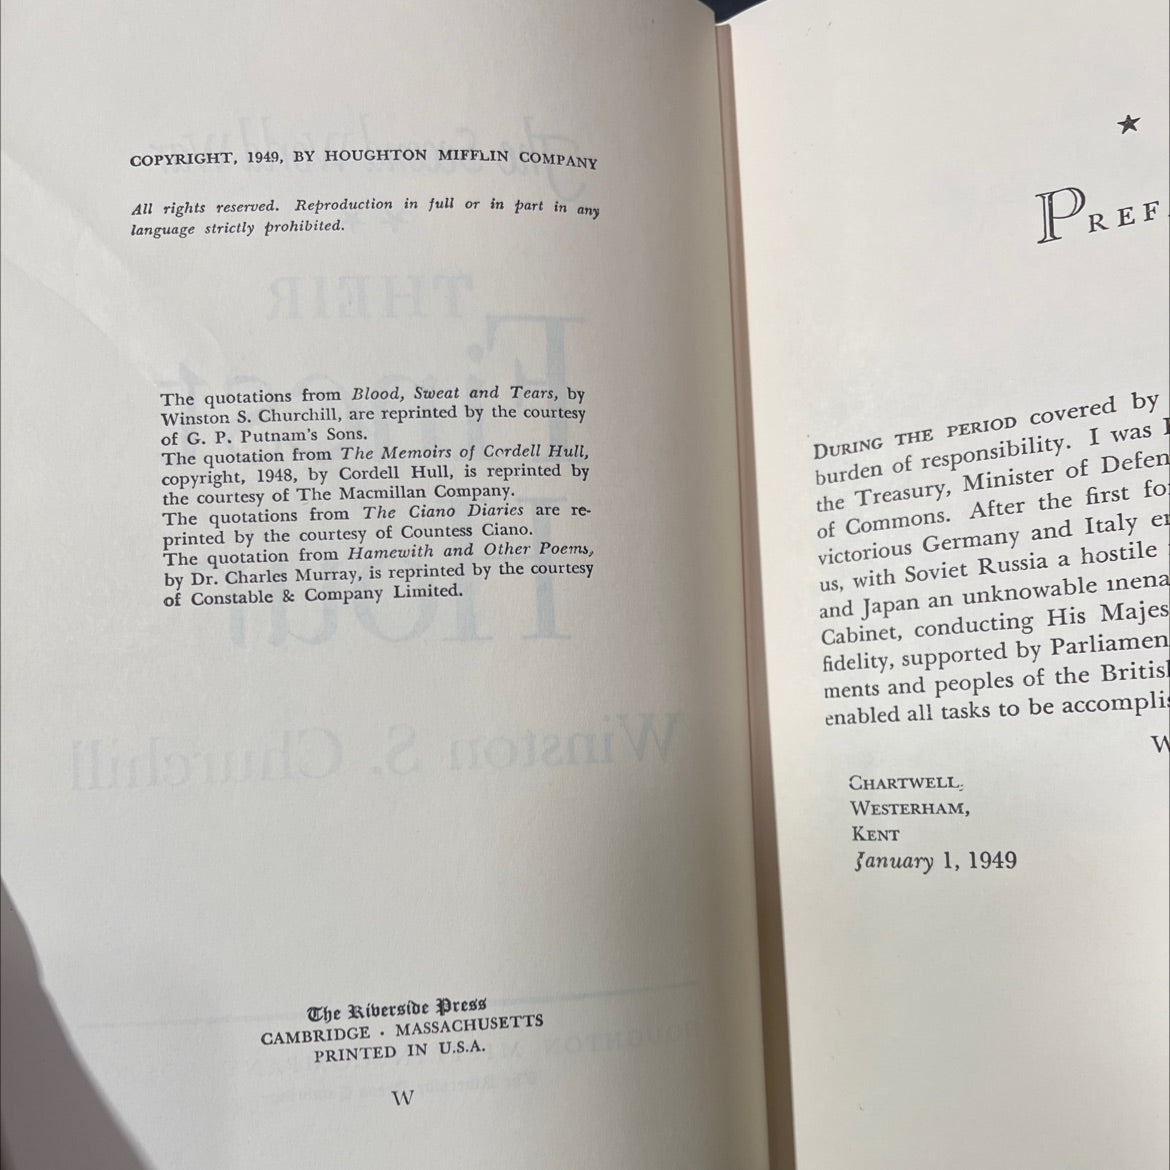 COPYRIGHT, 1949, BY HOUGHTON MIFFLIN COMPANY
All rights reserved. Reproduction in full or in part in any
language strictly prohibited.
The quotations from Blood, Sweat and Tears, by
Winston S. Churchill, are reprinted by the courtesy
of G. P. Putnam's Sons.
The quotation from The Memoirs of Cordell Hull,
copyright, 1948, by Cordell Hull, is reprinted by
the courtesy of The Macmillan Company.
The quotations from The Ciano Diaries are re-
printed by the courtesy of Countess Ciano.
The quotation from Hamewith and Other Poems,
by Dr. Charles Murray, is reprinted by the courtesy
of Constable & Company Limited.
The Riverside Press
CAMBRIDGE · MASSACHUSETTS
PRINTED IN U.S.A.
W
★
PREF
DURING THE PERIOD covered by
burden of responsibility. I was
the Treasury, Minister of Defen
of Commons. After the first fo
victorious Germany and Italy
us, with Soviet Russia a hostile
and Japan an unknowable mena
Cabinet, conducting His Majes
fidelity, supported by Parliamen
ments and peoples of the Britis
enabled all tasks to be accomplis
W
CHARTWELL,
WESTERHAM,
KENT
January 1, 1949